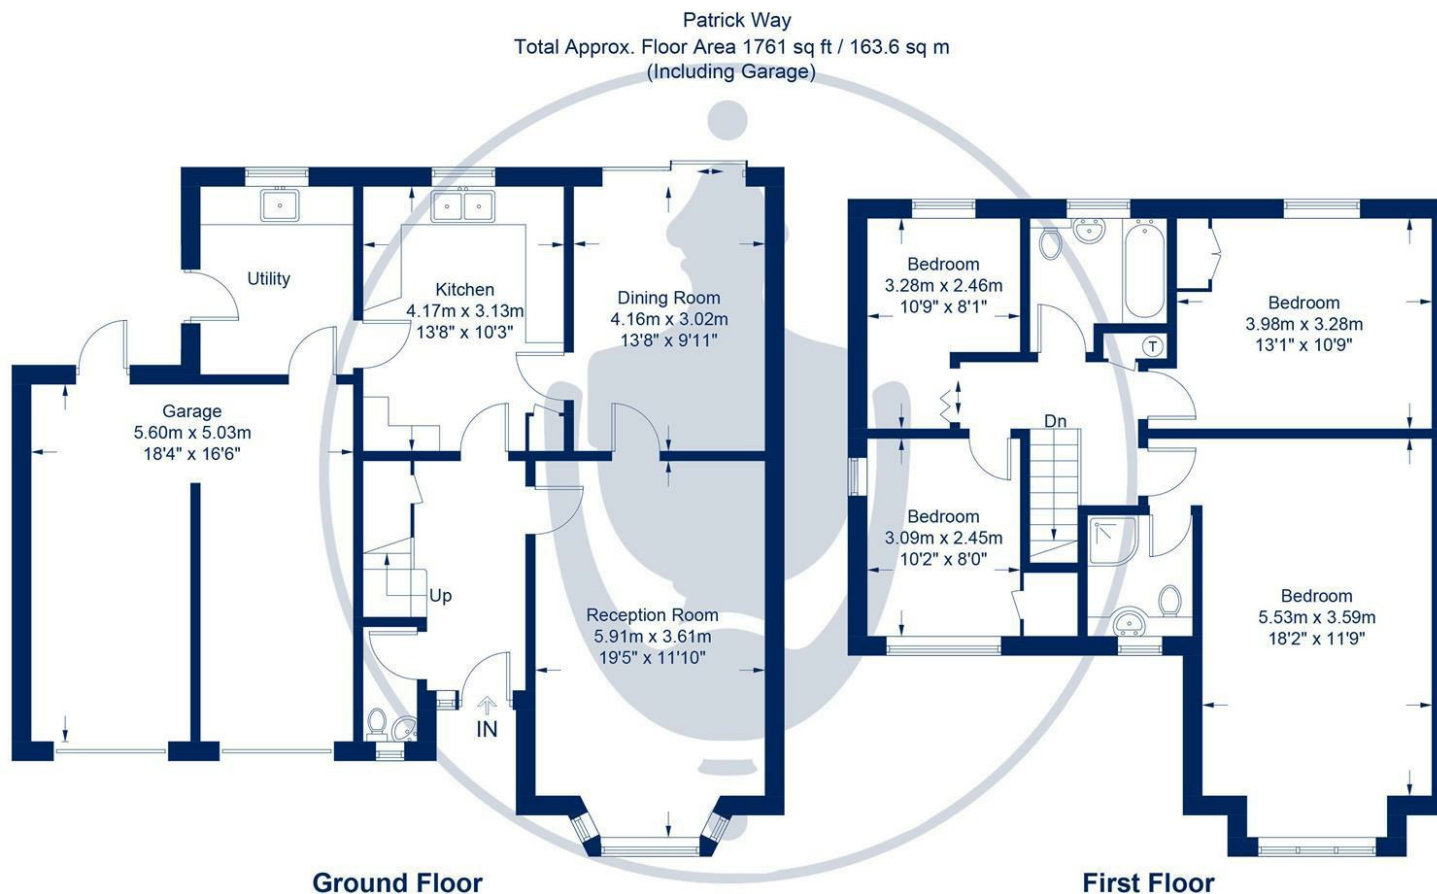 Patrick Way
Total Approx. Floor Area 1761 sq ft / 163.6 sq m
(Including Garage)
Utility
Kitchen
4.17m x 3.13m
13'8" x 10'3"
Dining Room
4.16m x 3.02m
13'8" x 9'11"
Garage
5.60m x 5.03m
18'4" x 16'6"
Up
IN
Reception Room
5.91m x 3.61m
19'5" x 11'10"
Ground Floor
Bedroom
3.28m x 2.46m
10'9" x 8'1"
Bedroom
3.98m x 3.28m
13'1" x 10'9"
T
Dn
Bedroom
3.09m x 2.45m
10'2" x 8'0"
Bedroom
5.53m x 3.59m
18'2" x 11'9"
First Floor